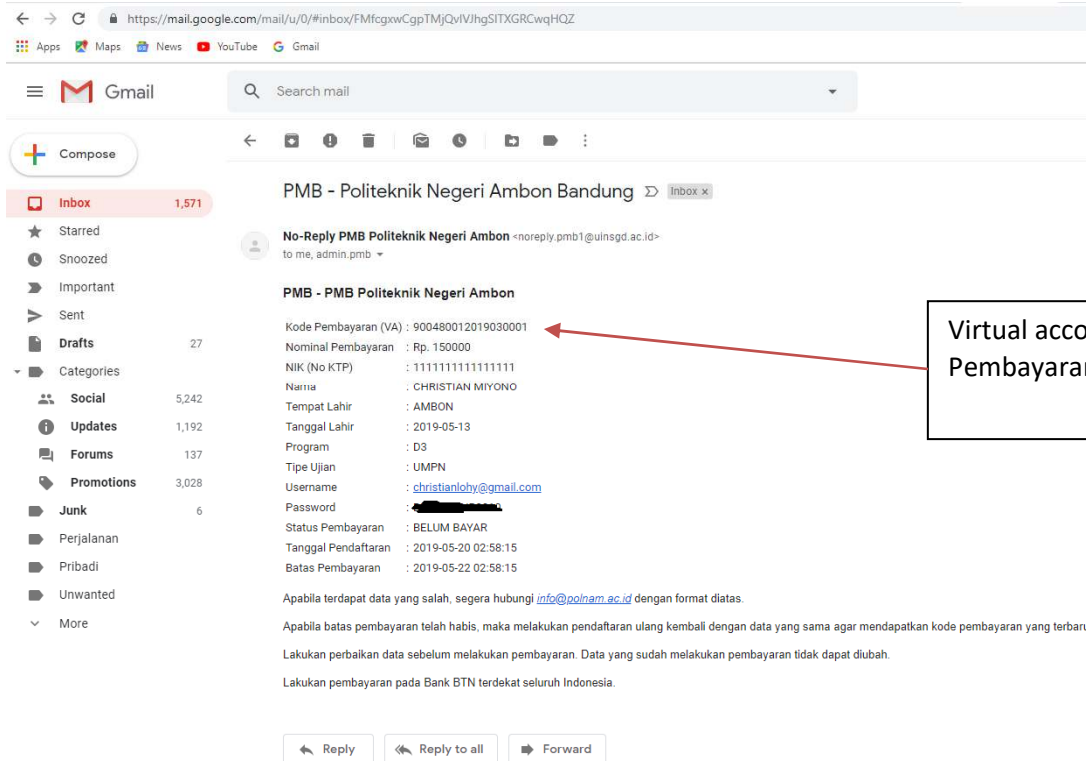 https://mail.google.com/mail/u/0/#inbox/FMfcgxwCgpTMjQvlVJhgSlTXGRCwqHQZ
Apps Maps News YouTube Gmail
Gmail
Search mail
Compose
Inbox 1,571
Starred
Snoozed
Important
Sent
Drafts 27
Categories
Social 5,242
Updates 1,192
Forums 137
Promotions 3,028
Junk 6
Perjalanan
Pribadi
Unwanted
More
PMB - Politeknik Negeri Ambon Bandung Inbox x
No-Reply PMB Politeknik Negeri Ambon <noreply.pmb1@uinsgd.ac.id>
to me, admin.pmb
PMB - PMB Politeknik Negeri Ambon
Kode Pembayaran (VA) : 900480012019030001
Nominal Pembayaran : Rp. 150000
NIK (No KTP) : 1111111111111111
Nama : CHRISTIAN MIYONO
Tempat Lahir : AMBON
Tanggal Lahir : 2019-05-13
Program : D3
Tipe Ujian : UMPN
Username : christianlohy@gmail.com
Password :
Status Pembayaran : BELUM BAYAR
Tanggal Pendaftaran : 2019-05-20 02:58:15
Batas Pembayaran : 2019-05-22 02:58:15
Apabila terdapat data yang salah, segera hubungi info@polnam.ac.id dengan format diatas.
Apabila batas pembayaran telah habis, maka melakukan pendaftaran ulang kembali dengan data yang sama agar mendapatkan kode pembayaran yang terbaru
Lakukan perbaikan data sebelum melakukan pembayaran. Data yang sudah melakukan pembayaran tidak dapat diubah.
Lakukan pembayaran pada Bank BTN terdekat seluruh Indonesia.
Reply Reply to all Forward
Virtual acco
Pembayaran